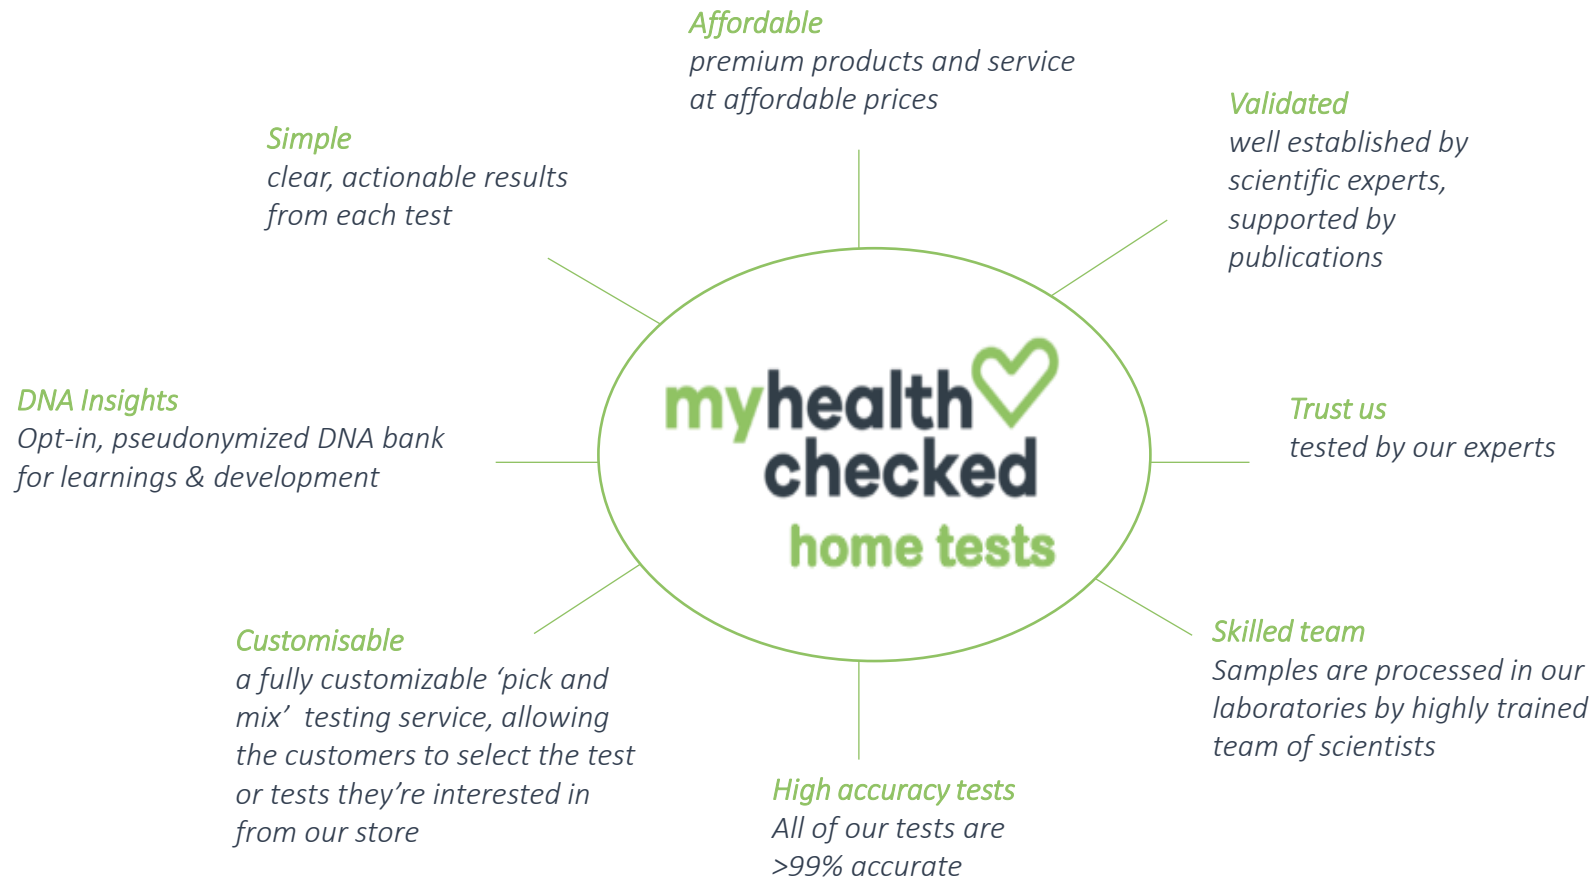 Affordable
premium products and service
at affordable prices
Validated
well established by
scientific experts,
supported by
publications
Simple
clear, actionable results
from each test
DNA Insights
Opt-in, pseudonymized DNA bank
for learnings & development
myhealth
checked
home tests
Trust us
tested by our experts
Customisable
a fully customizable ‘pick and
mix’  testing service, allowing
the customers to select the test
or tests they’re interested in
from our store
Skilled team
Samples are processed in our
laboratories by highly trained
team of scientists
High accuracy tests
All of our tests are
>99% accurate